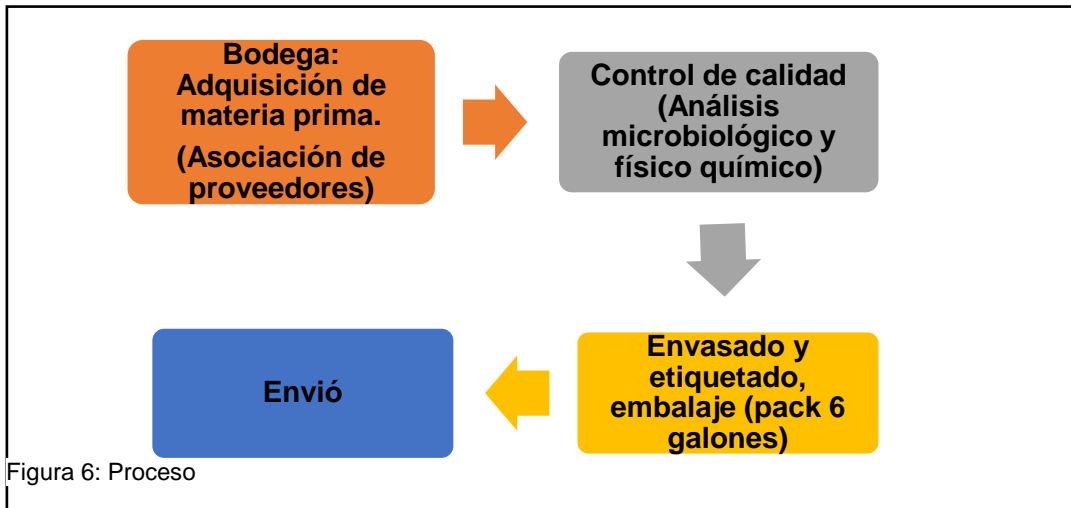 Bodega:
Adquisición de
materia prima.
(Asociación de
proveedores)
Control de calidad
(Análisis
microbiológico y
físico químico)
Envasado y
etiquetado,
embalaje (pack 6
galones)
Envió
Figura 6: Proceso